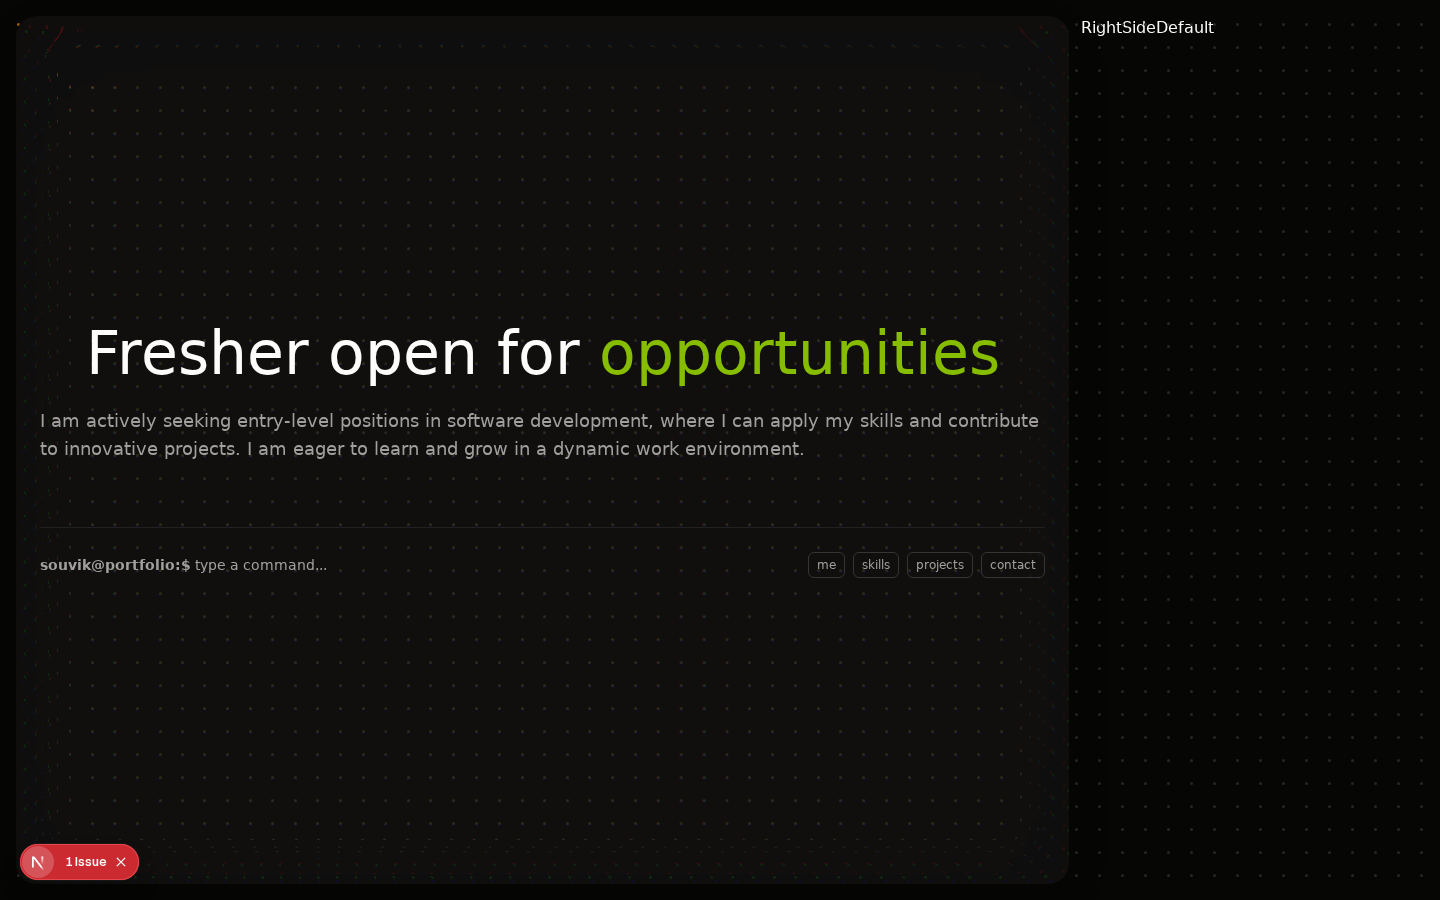 RightSideDefault
Fresher open for opportunities
I am actively seeking entry-level positions in software development, where I can apply my skills and contribute
to innovative projects. I am eager to learn and grow in a dynamic work environment.
souvik@portfolio:$ type a command...
me
skills
projects
contact
N
1 Issue